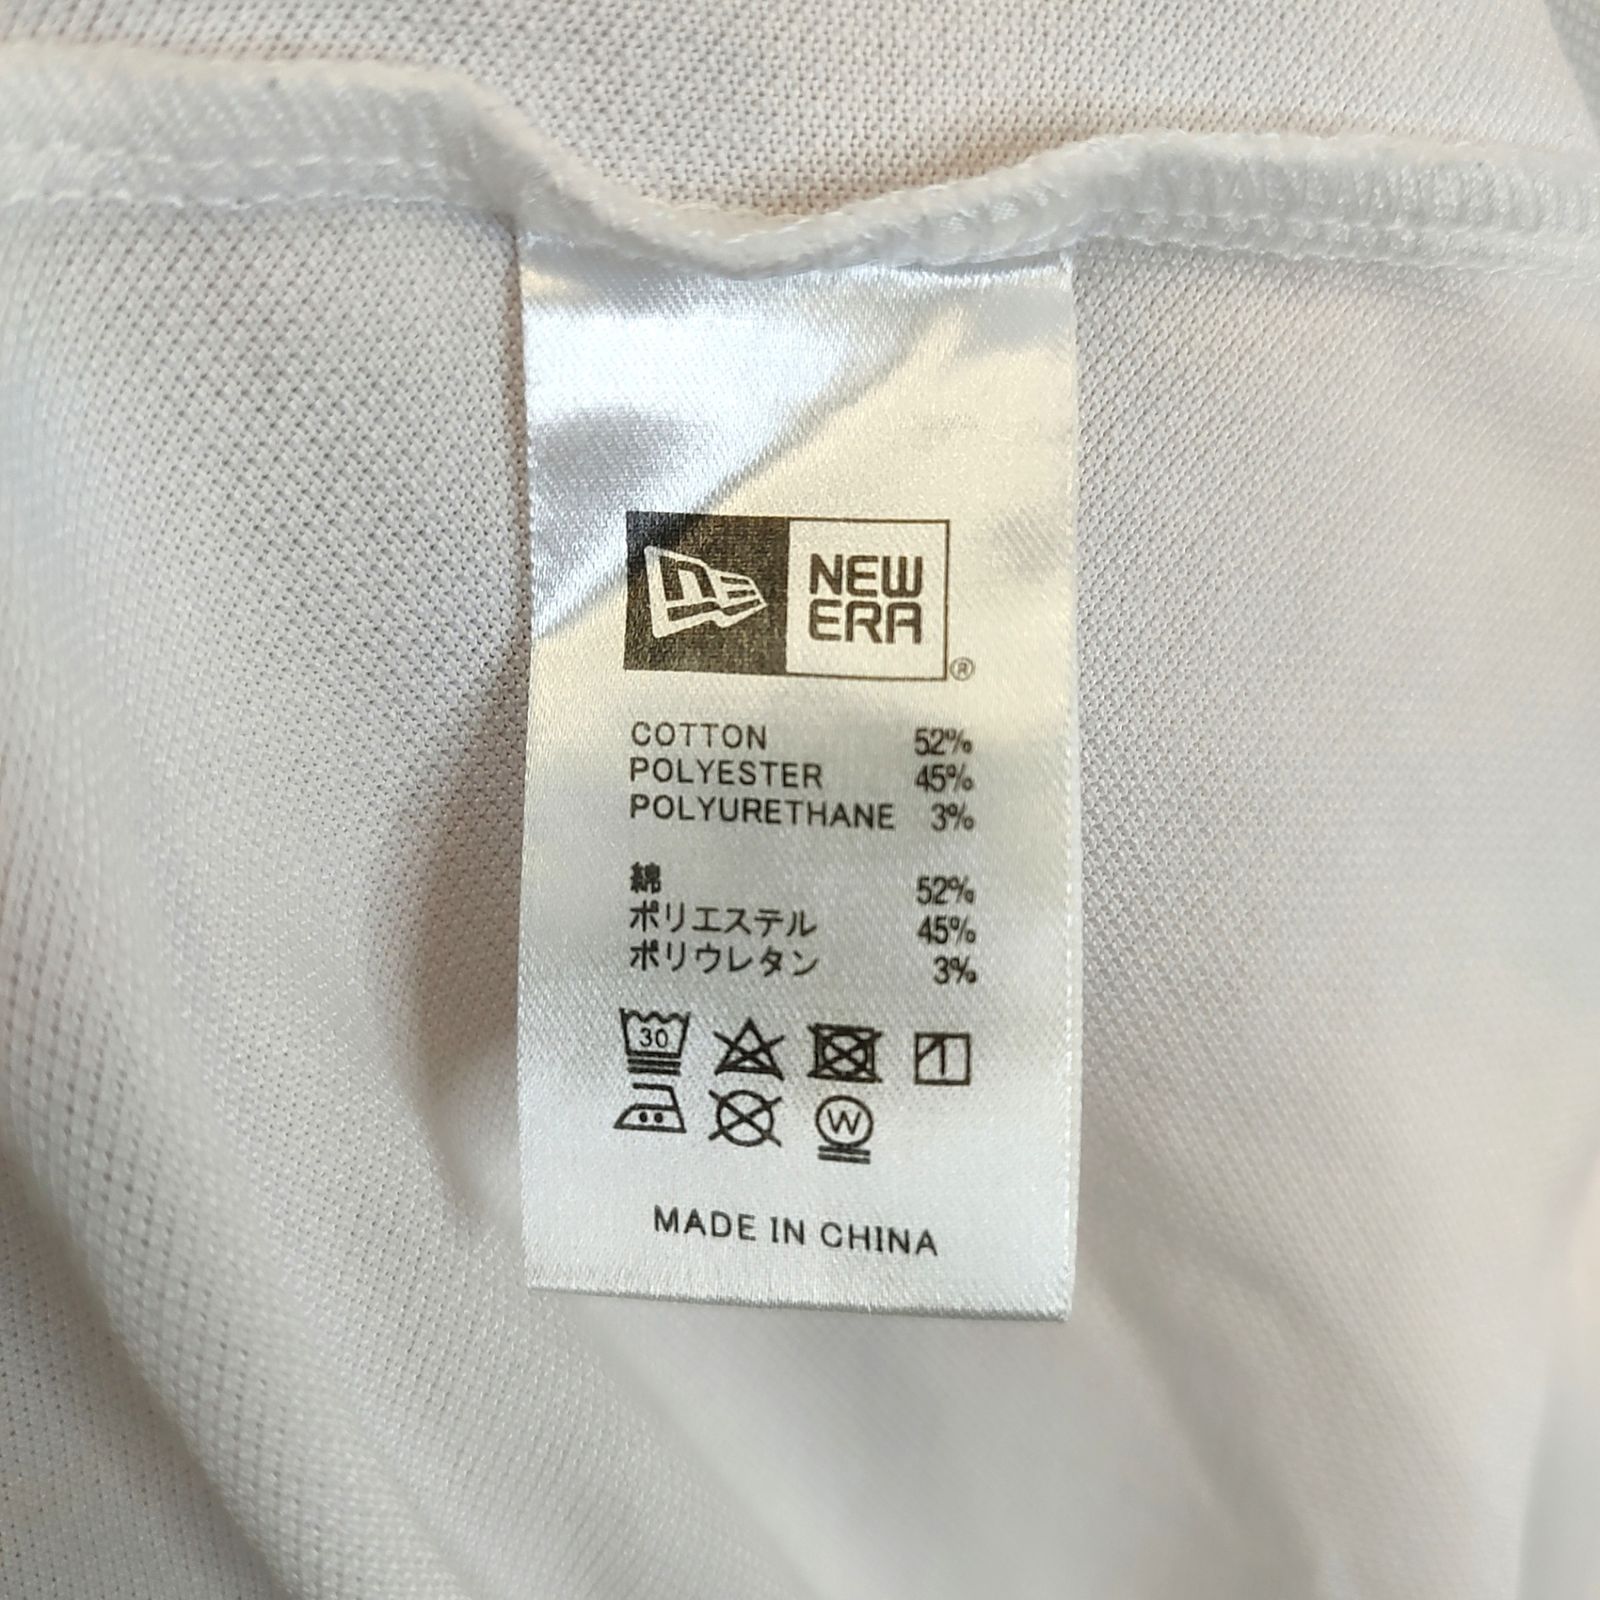 NEW
ERA
®
COTTON 52%
POLYESTER 45%
POLYURETHANE 3%
綿 52%
ポリエステル 45%
ポリウレタン 3%
30
W
MADE IN CHINA